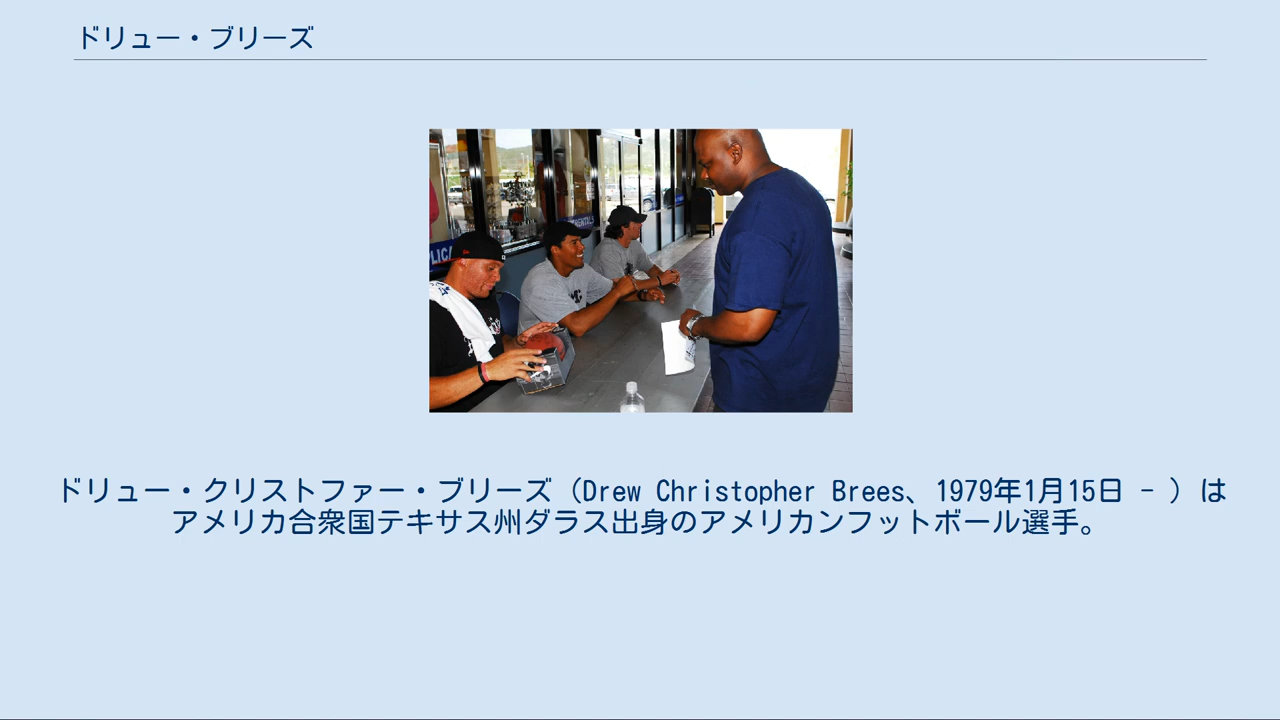 ドリュー・ブリーズ
ドリュー・クリストファー・ブリーズ（Drew Christopher Brees、1979年1月15日 - ）は
アメリカ合衆国テキサス州ダラス出身のアメリカンフットボール選手。